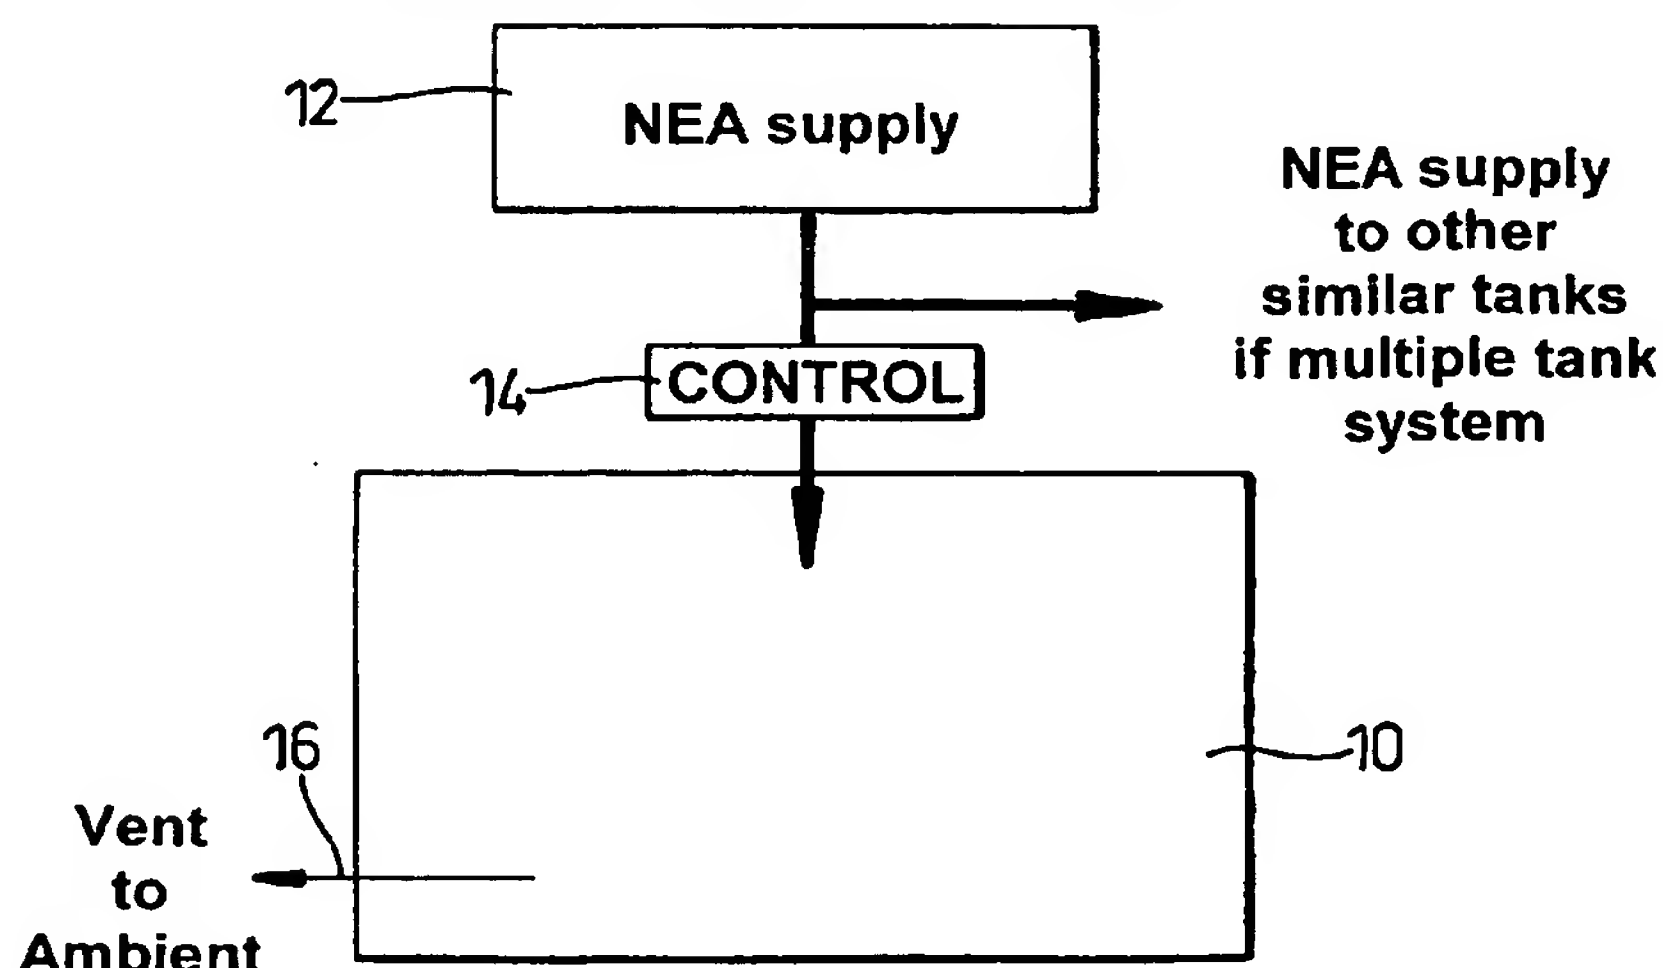 12
NEA supply
NEA supply
to other
similar tanks
if multiple tank
system
14
CONTROL
16
10
Vent
to
Ambient